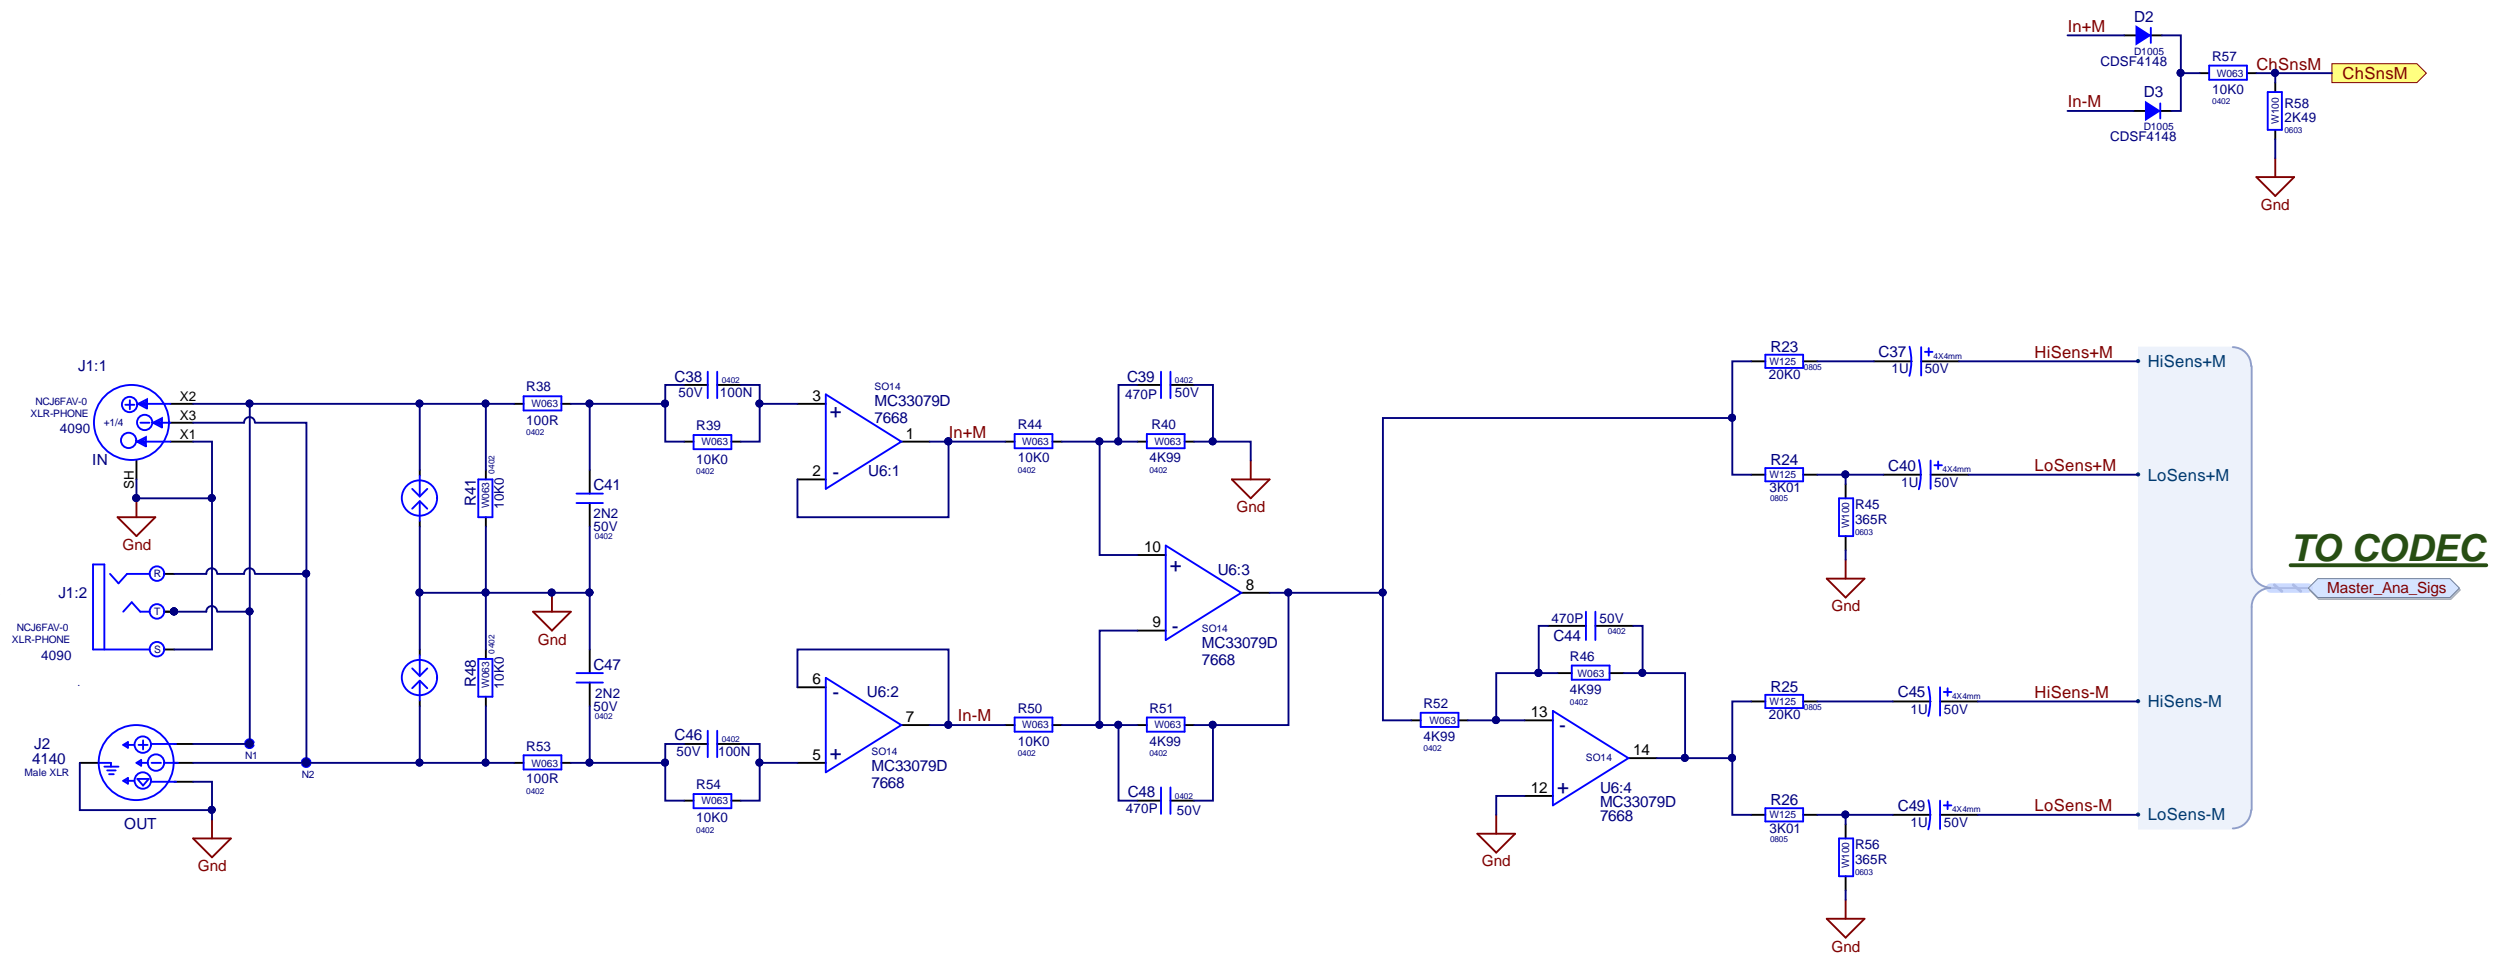 In+M
D2
D1005
CDSF4148
In-M
D3
D1005
CDSF4148
R57
W063
10K0
0402
ChSnsM
ChSnsM
W100
R58
2K49
0603
Gnd
J1:1
NCJ6FAV-0
XLR-PHONE
4090
+1/4
IN
X2
X3
X1
SH
Gnd
J1:2
NCJ6FAV-0
XLR-PHONE
4090
R
T
S
.
J2
4140
Male XLR
OUT
N1
N2
Gnd
R41
W063
10K0
0402
R48
W063
10K0
0402
R38
W063
100R
0402
R53
W063
100R
0402
C41
2N2
50V
0402
Gnd
C47
2N2
50V
0402
C38
0402
50V
100N
R39
W063
10K0
0402
C46
0402
50V
100N
R54
W063
10K0
0402
3
+
2
-
1
SO14
MC33079D
7668
U6:1
In+M
6
-
5
+
7
U6:2
SO14
MC33079D
7668
In-M
R44
W063
10K0
0402
C39
0402
470P
50V
R40
W063
4K99
0402
Gnd
10
+
9
-
8
U6:3
SO14
MC33079D
7668
R50
W063
10K0
0402
R51
W063
4K99
0402
C48
0402
470P
50V
R52
W063
4K99
0402
470P
50V
C44
0402
R46
W063
4K99
0402
13
-
12
+
14
SO14
U6:4
MC33079D
7668
Gnd
R23
W125
20K0
0805
C37
+
4X4mm
1U
50V
HiSens+M
HiSens+M
R24
W125
3K01
0805
C40
+
4X4mm
1U
50V
LoSens+M
LoSens+M
W100
R45
365R
0603
Gnd
TO CODEC
Master_Ana_Sigs
R25
W125
20K0
0805
C45
+
4X4mm
1U
50V
HiSens-M
HiSens-M
R26
W125
3K01
0805
C49
+
4X4mm
1U
50V
LoSens-M
LoSens-M
W100
R56
365R
0603
Gnd